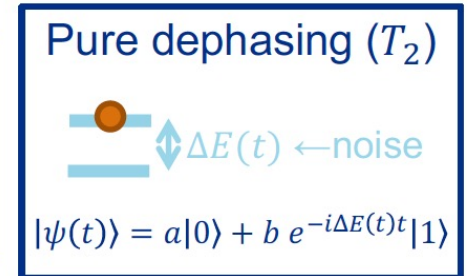 Pure dephasing (T₂)
ΔE(t) ←noise
|ψ(t)⟩ = a|0⟩ + b e^{-iΔE(t)t}|1⟩